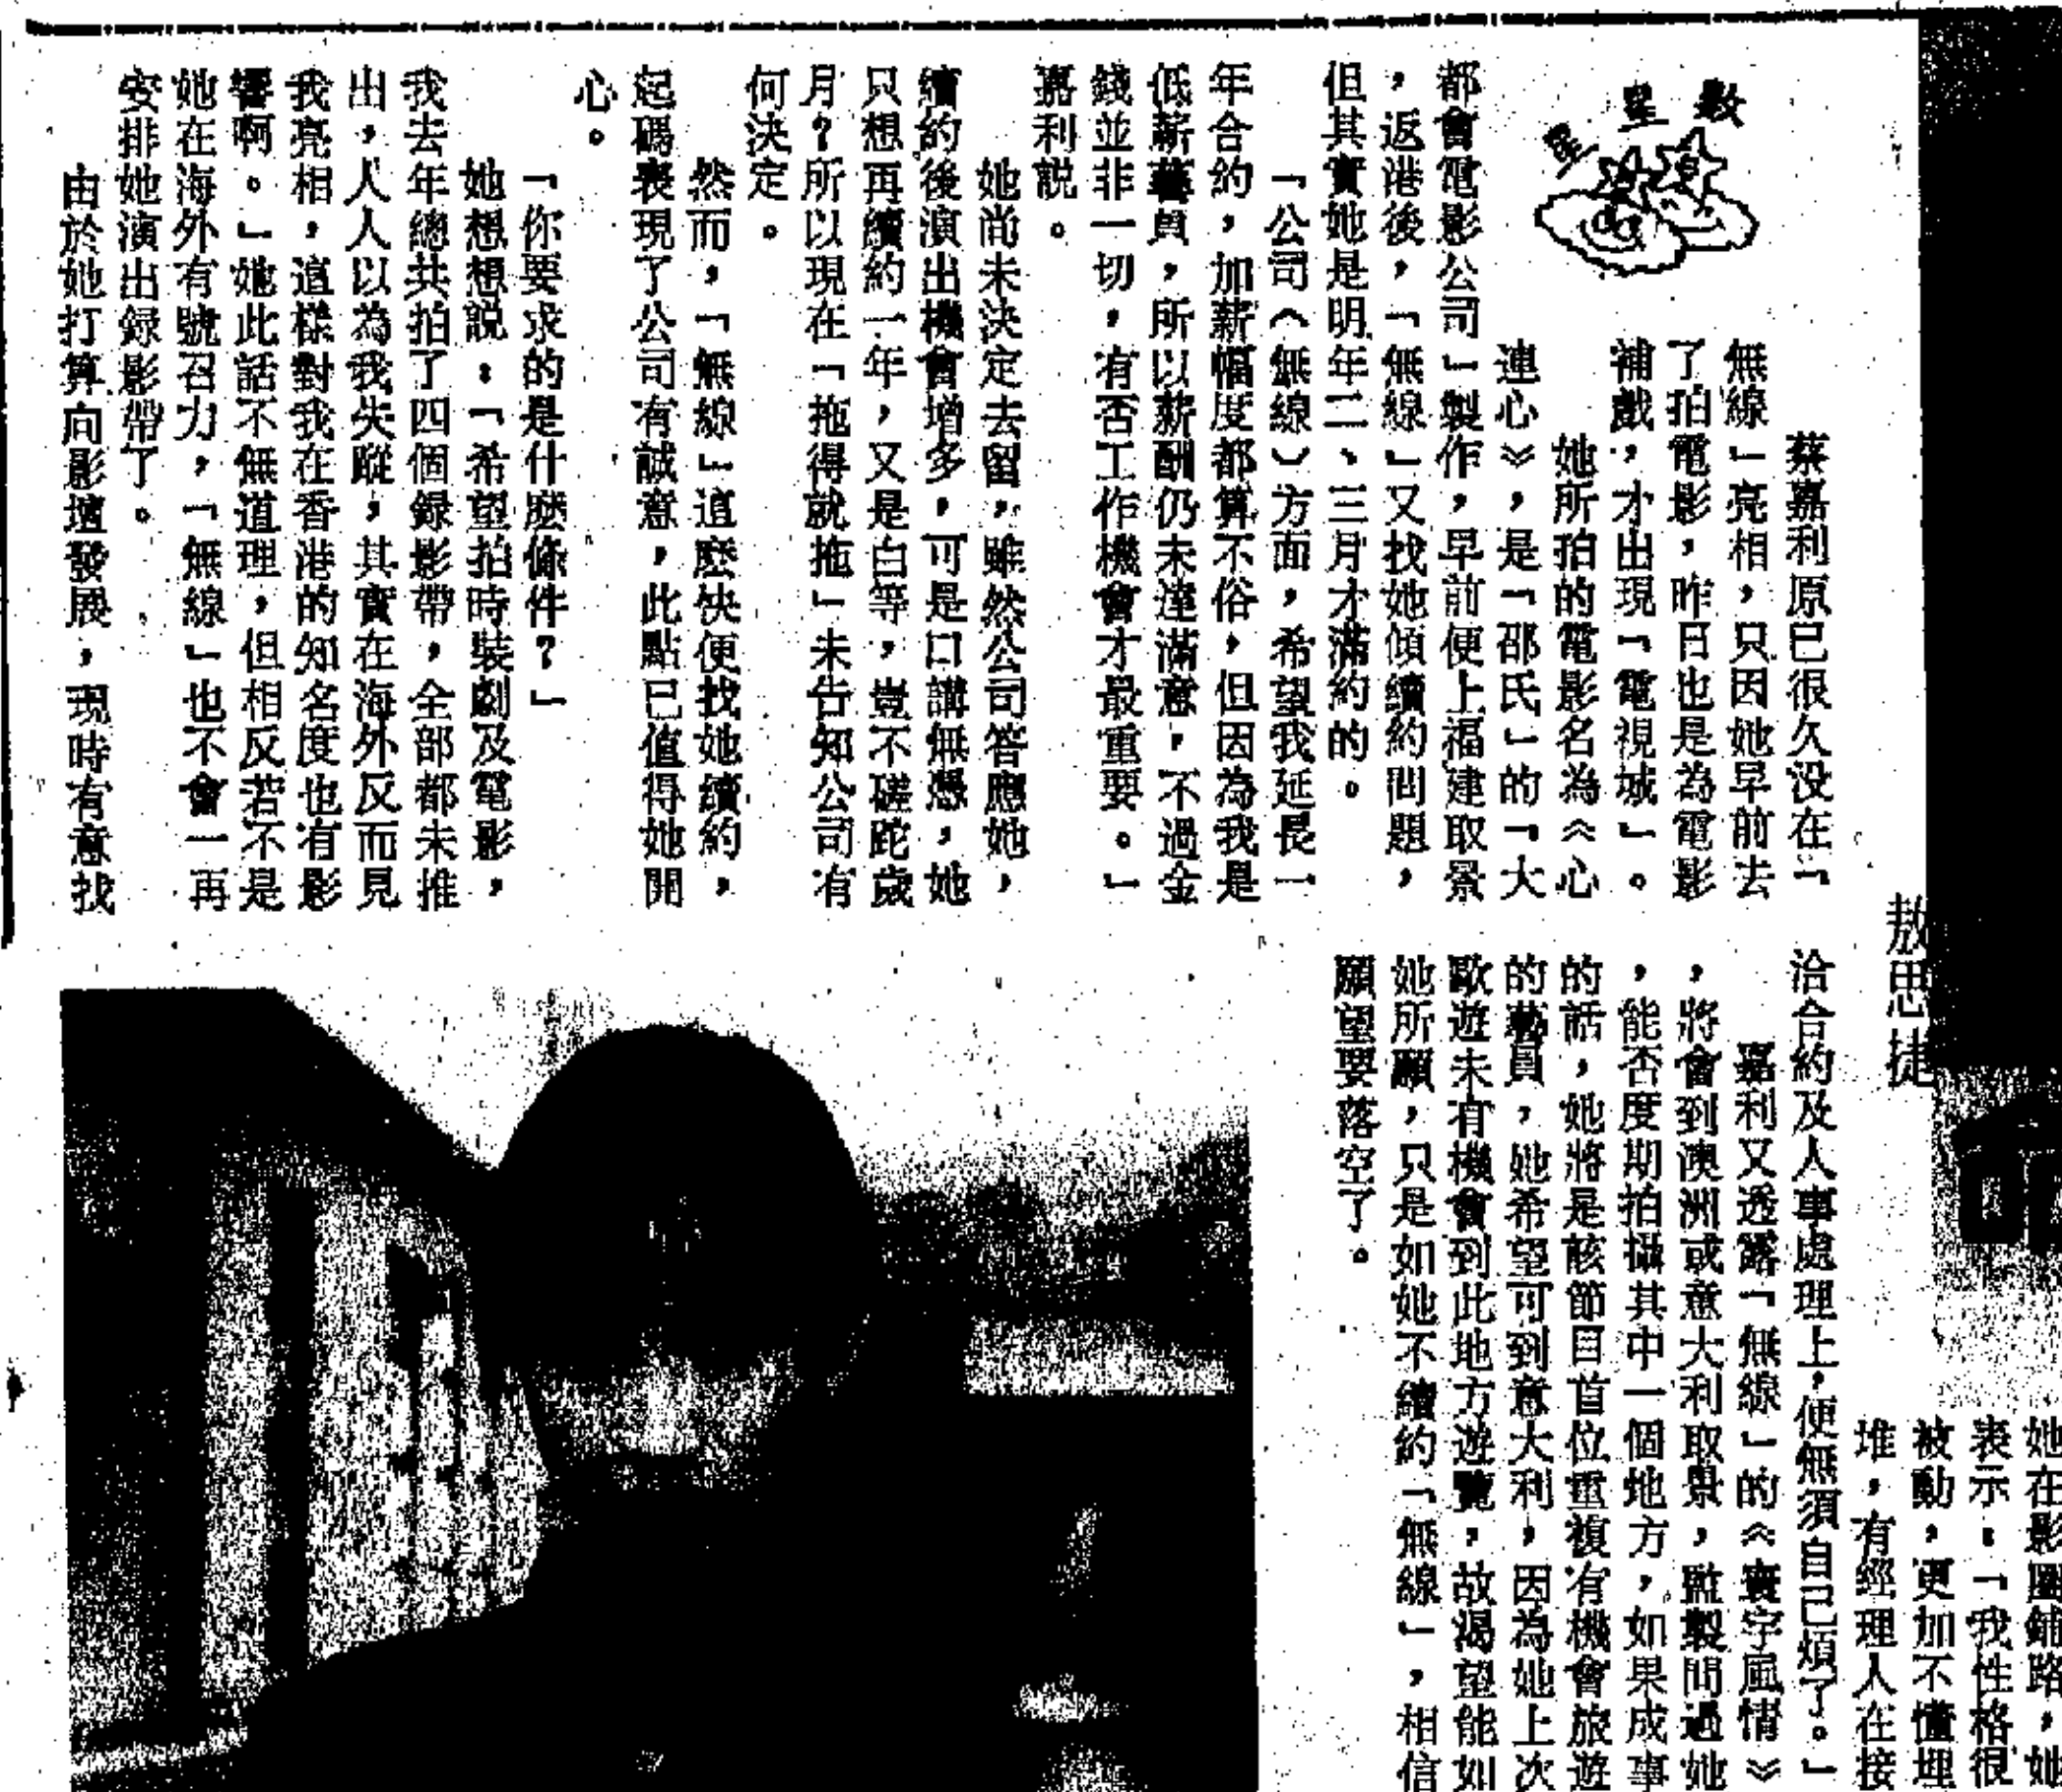 數星星
蔡嘉利原已很久没在「
無線」亮相，只因她早前去
了拍電影，昨日也是為電影
補戲，才出現「電視城」。
她所拍的電影名為《心
連心》，是「邵氏」的「大
都會電影公司」製作，早前便上福建取景
，返港後，「無線」又找她傾續約問題，
但其實她是明年二、三月才滿約的。
「公司（無線）方面，希望我延長一
年合約，加薪幅度都算不俗，但因為我是
低薪藝員，所以薪酬仍未達滿意，不過金
錢並非一切，有否工作機會才最重要。」
嘉利説。
她尚未決定去留，雖然公司答應她，
續約後演出機會增多，可是口講無憑，她
只想再續約一年，又是白等，豈不磋跎歲
月？所以現在「拖得就拖」未告知公司有
何決定。
然而，「無線」這麼快便找她續約，
起碼表現了公司有誠意，此點已值得她開
心。
「你要求的是什麼條件？」
她想想説：「希望拍時裝劇及電影，
我去年總共拍了四個録影帶，全部都未推
出，人人以為我失蹤，其實在海外反而見
我亮相，這樣對我在香港的知名度也有影
響啊。」她此話不無道理，但相反若不是
她在海外有號召力，「無線」也不會一再
安排她演出録影帶了。
由於她打算向影壇發展，現時有意找
敖思捷
她在影圈鋪路，她
表示：「我性格很
被動，更加不懂埋
堆，有經理人在接
洽合約及人事處理上，便無須自己煩了。」
嘉利又透露「無線」的《寰宇風情》
，將會到澳洲或意大利取景，監製問過她
，能否度期拍攝其中一個地方，如果成事
的話，她將是該節目首位重複有機會旅遊
的藝員，她希望可到意大利，因為她上次
歐遊未有機會到此地方遊覽，故渴望能如
她所願，只是如她不續約「無線」，相信
願望要落空了。